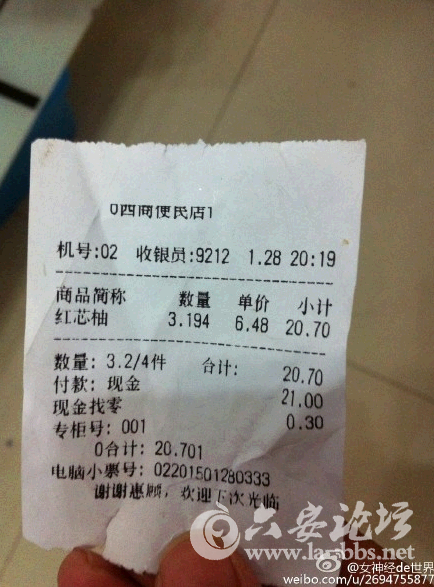 0西商便民店1
机号:02 收银员:9212 1.28 20:19
商品简称 数量 单价 小计
红芯柚 3.194 6.48 20.70
数量: 3.2/4件 合计: 20.70
付款: 现金 21.00
现金找零 0.30
专柜号: 001
0合计: 20.701
电脑小票号: 02201501280333
谢谢惠顾, 欢迎下次光临
六安论坛
www.lasbbs.net
@女神经de世界
weibo.com/u/2694755877